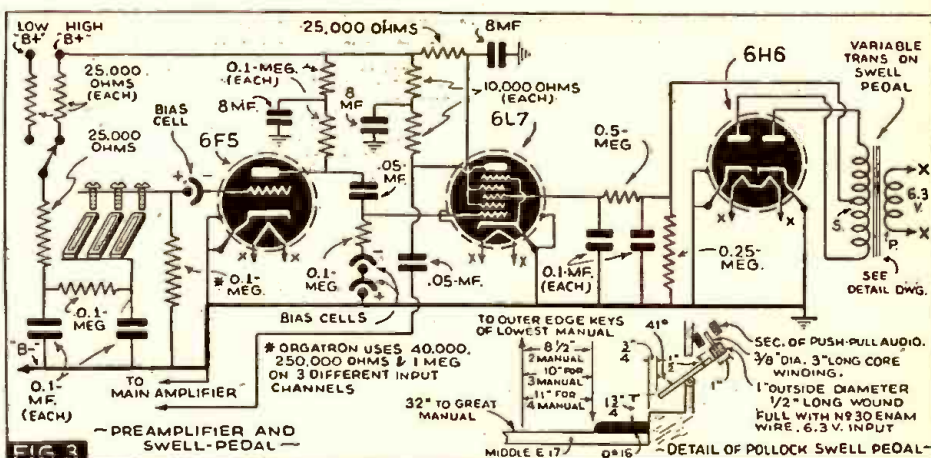 LOW
"B+"
HIGH
"B+"
25,000
OHMS
(EACH)
25,000
OHMS
BIAS
CELL
+
-
6F5
0.1-MEG.
(EACH)
8MF.
25,000 OHMS
8MF
8
MF
10,000 OHMS
(EACH)
6L7
.05-
MF.
0.5-
MEG
6H6
VARIABLE
TRANS ON
SWELL
PEDAL
X
6.3
V.
X
S.
P.
SEE
DETAIL DWG.
0.1-
MEG
"B-"
0.1-
MF.
(EACH)
*0.1-
MEG.
X
X
0.1-
MEG.
-
+
BIAS CELLS
.05-MF.
X
X
0.1-MF.
(EACH)
0.25-
MEG.
X
X
TO
MAIN AMPLIFIER
* ORGATRON USES 40,000,
250,000 OHMS & 1 MEG
ON 3 DIFFERENT INPUT
CHANNELS
TO OUTER EDGE KEYS
OF LOWEST MANUAL
8 1/2"
2 MANUAL
10" FOR
3 MANUAL
11" FOR
4 MANUAL
32" TO GREAT
MANUAL
MIDDLE E 17
D#16
3/4
41°
1"
SEC. OF PUSH-PULL AUDIO.
3/8" DIA. 3" LONG CORE
WINDING.
1" OUTSIDE DIAMETER
1/2" LONG WOUND
FULL WITH Nº30 ENAM
WIRE. 6.3 V. INPUT
FIG. 3
~PREAMPLIFIER AND
SWELL-PEDAL~
~DETAIL OF POLLOCK SWELL PEDAL~